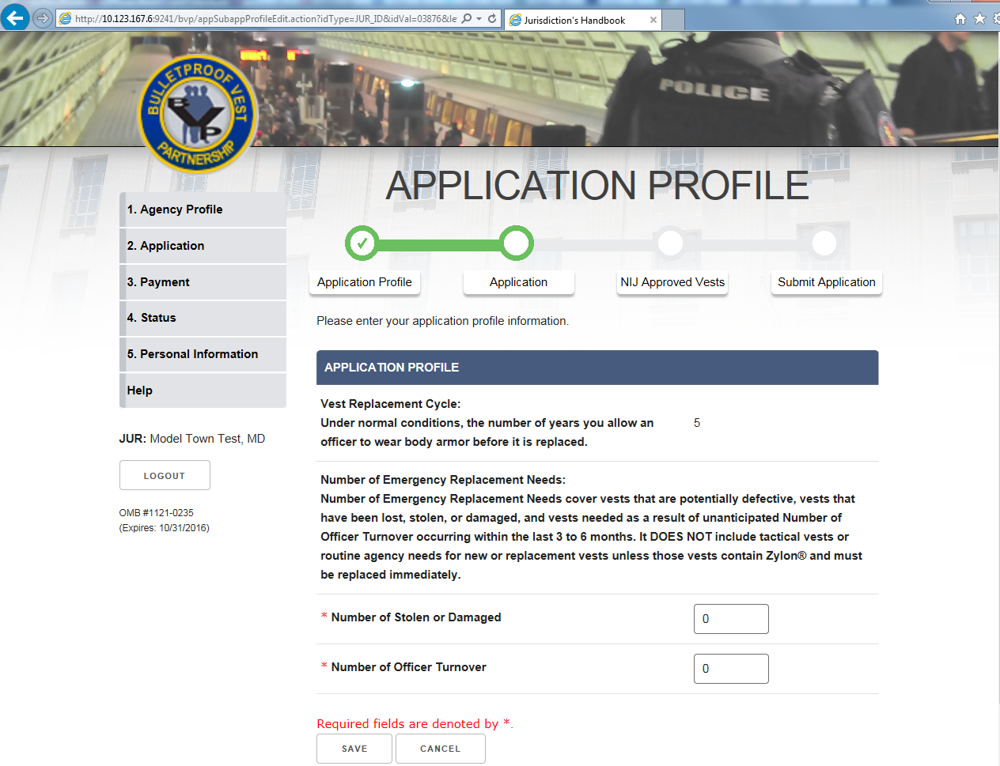 http://10.123.167.6:9241/bvp/appSubappProfileEdit.action?idType=JUR_ID&idVal=03876&le
Jurisdiction's Handbook
POLICE
BULLETPROOF VEST
BVP
PARTNERSHIP
APPLICATION PROFILE
1. Agency Profile
2. Application
3. Payment
4. Status
5. Personal Information
Help
JUR: Model Town Test, MD
LOGOUT
OMB #1121-0235
(Expires: 10/31/2016)
Application Profile
Application
NIJ Approved Vests
Submit Application
Please enter your application profile information.
APPLICATION PROFILE
Vest Replacement Cycle:
Under normal conditions, the number of years you allow an
officer to wear body armor before it is replaced.
5
Number of Emergency Replacement Needs:
Number of Emergency Replacement Needs cover vests that are potentially defective, vests that
have been lost, stolen, or damaged, and vests needed as a result of unanticipated Number of
Officer Turnover occurring within the last 3 to 6 months. It DOES NOT include tactical vests or
routine agency needs for new or replacement vests unless those vests contain Zylon® and must
be replaced immediately.
* Number of Stolen or Damaged
0
* Number of Officer Turnover
0
Required fields are denoted by *.
SAVE
CANCEL